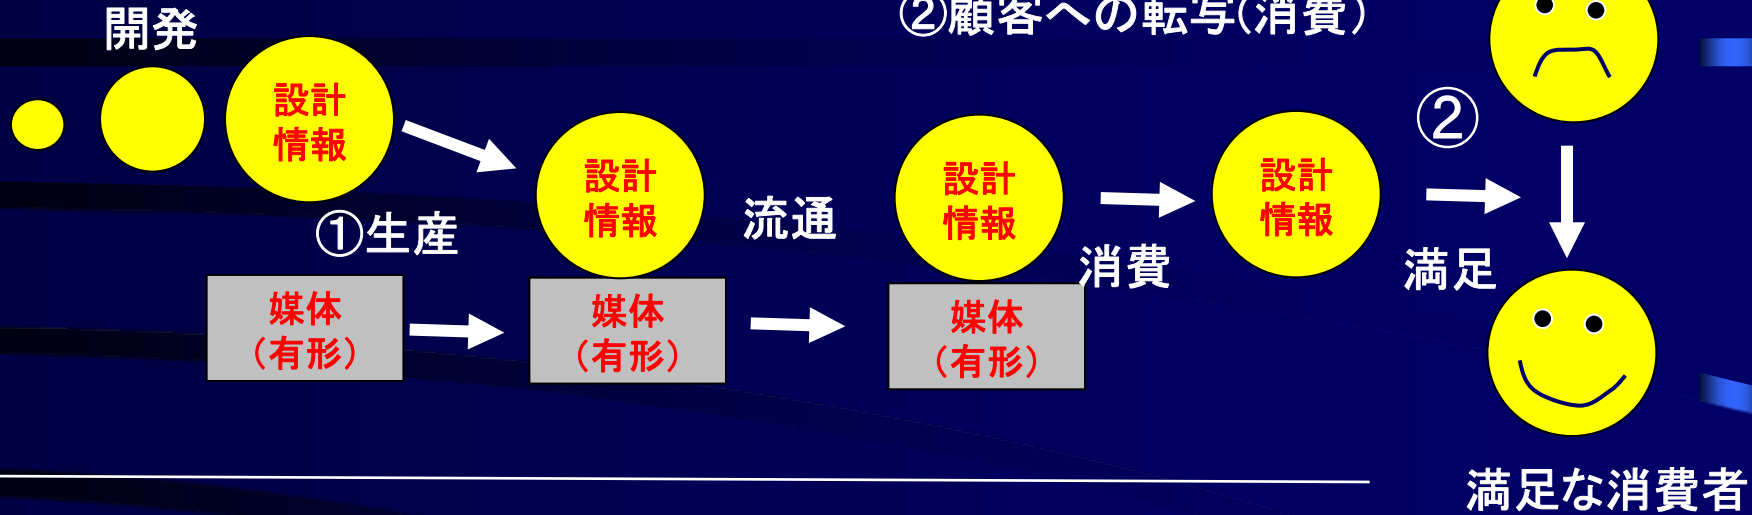 ②顧客への転写(消費)
開発
設計
情報
①生産
媒体
(有形)
設計
情報
媒体
(有形)
流通
設計
情報
媒体
(有形)
消費
設計
情報
②
満足
満足な消費者